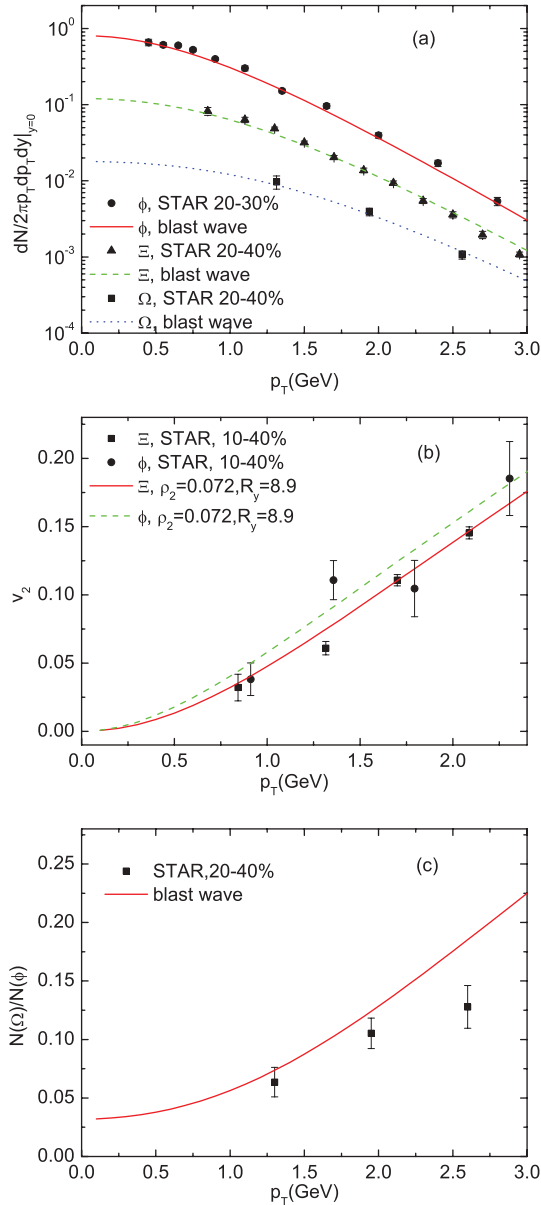 (a)
10⁰
10⁻¹
10⁻²
10⁻³
10⁻⁴
dN/2πp_T dp_T dy|_{y=0}
ϕ, STAR 20-30%
ϕ, blast wave
Ξ, STAR 20-40%
Ξ, blast wave
Ω, STAR 20-40%
Ω, blast wave
0.0 0.5 1.0 1.5 2.0 2.5 3.0
p_T(GeV)
(b)
Ξ, STAR, 10-40%
ϕ, STAR, 10-40%
Ξ, ρ₂=0.072,R_y=8.9
ϕ, ρ₂=0.072,R_y=8.9
0.20
0.15
0.10
0.05
0.00
v₂
0.0 0.5 1.0 1.5 2.0
p_T(GeV)
(c)
STAR,20-40%
blast wave
0.25
0.20
0.15
0.10
0.05
0.00
N(Ω)/N(ϕ)
0.0 0.5 1.0 1.5 2.0 2.5 3.0
p_T(GeV)